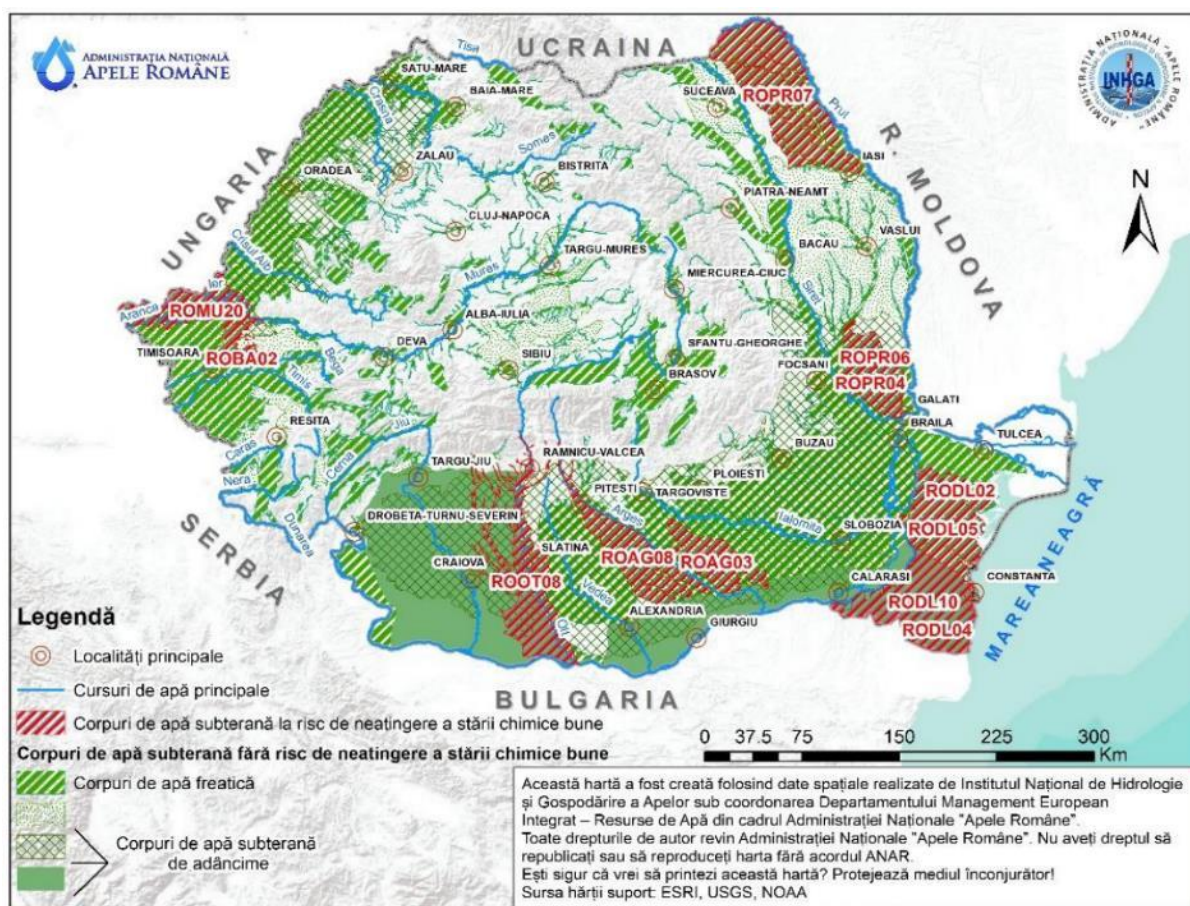 ADMINISTRAȚIA NAȚIONALĂ
APELE ROMÂNE
ADMINISTRAȚIA NAȚIONALĂ "APELE ROMÂNE"
INHGA
UCRAINA
UNGARIA
SERBIA
BULGARIA
R. MOLDOVA
MAREA NEAGRĂ
N
Tisa
SATU-MARE
BAIA-MARE
SUCEAVA
ROPR07
Prut
Crasna
Somes
ZALAU
ORADEA
BISTRITA
IASI
PIATRA-NEAMT
CLUJ-NAPOCA
VASLUI
BACAU
TARGU-MURES
Crisul Alb
Mures
MIERCUREA-CIUC
Siret
Ier
Aranca
ROMU20
ALBA-IULIA
TIMISOARA
ROBA02
DEVA
SIBIU
SFANTU-GHEORGHE
BRASOV
Bega
Timis
FOCSANI
ROPR06
ROPR04
GALATI
BRAILA
TULCEA
RESITA
Jiu
Caras
Cerna
Nera
BUZAU
RAMNICU-VALCEA
TARGU-JIU
PLOIESTI
PITESTI
TARGOVISTE
RODL02
Dunarea
DROBETA-TURNU-SEVERIN
Arges
Ialomita
SLOBOZIA
RODL05
SLATINA
CRAIOVA
ROOT08
ROAG08
ROAG03
CALARASI
CONSTANTA
Vedea
RODL10
ALEXANDRIA
GIURGIU
Olt
RODL04
Legendă
Localități principale
Cursuri de apă principale
Corpuri de apă subterană la risc de neatingere a stării chimice bune
Corpuri de apă subterană fără risc de neatingere a stării chimice bune
Corpuri de apă freatică
Corpuri de apă subterană
de adâncime
0 37.5 75 150 225 300
Km
Această hartă a fost creată folosind date spațiale realizate de Institutul Național de Hidrologie
și Gospodărire a Apelor sub coordonarea Departamentului Management European
Integrat – Resurse de Apă din cadrul Administrației Naționale "Apele Române".
Toate drepturile de autor revin Administrației Naționale "Apele Române". Nu aveți dreptul să
republicați sau să reproduceți harta fără acordul ANAR.
Ești sigur că vrei să printezi această hartă? Protejează mediul înconjurător!
Sursa hărții suport: ESRI, USGS, NOAA